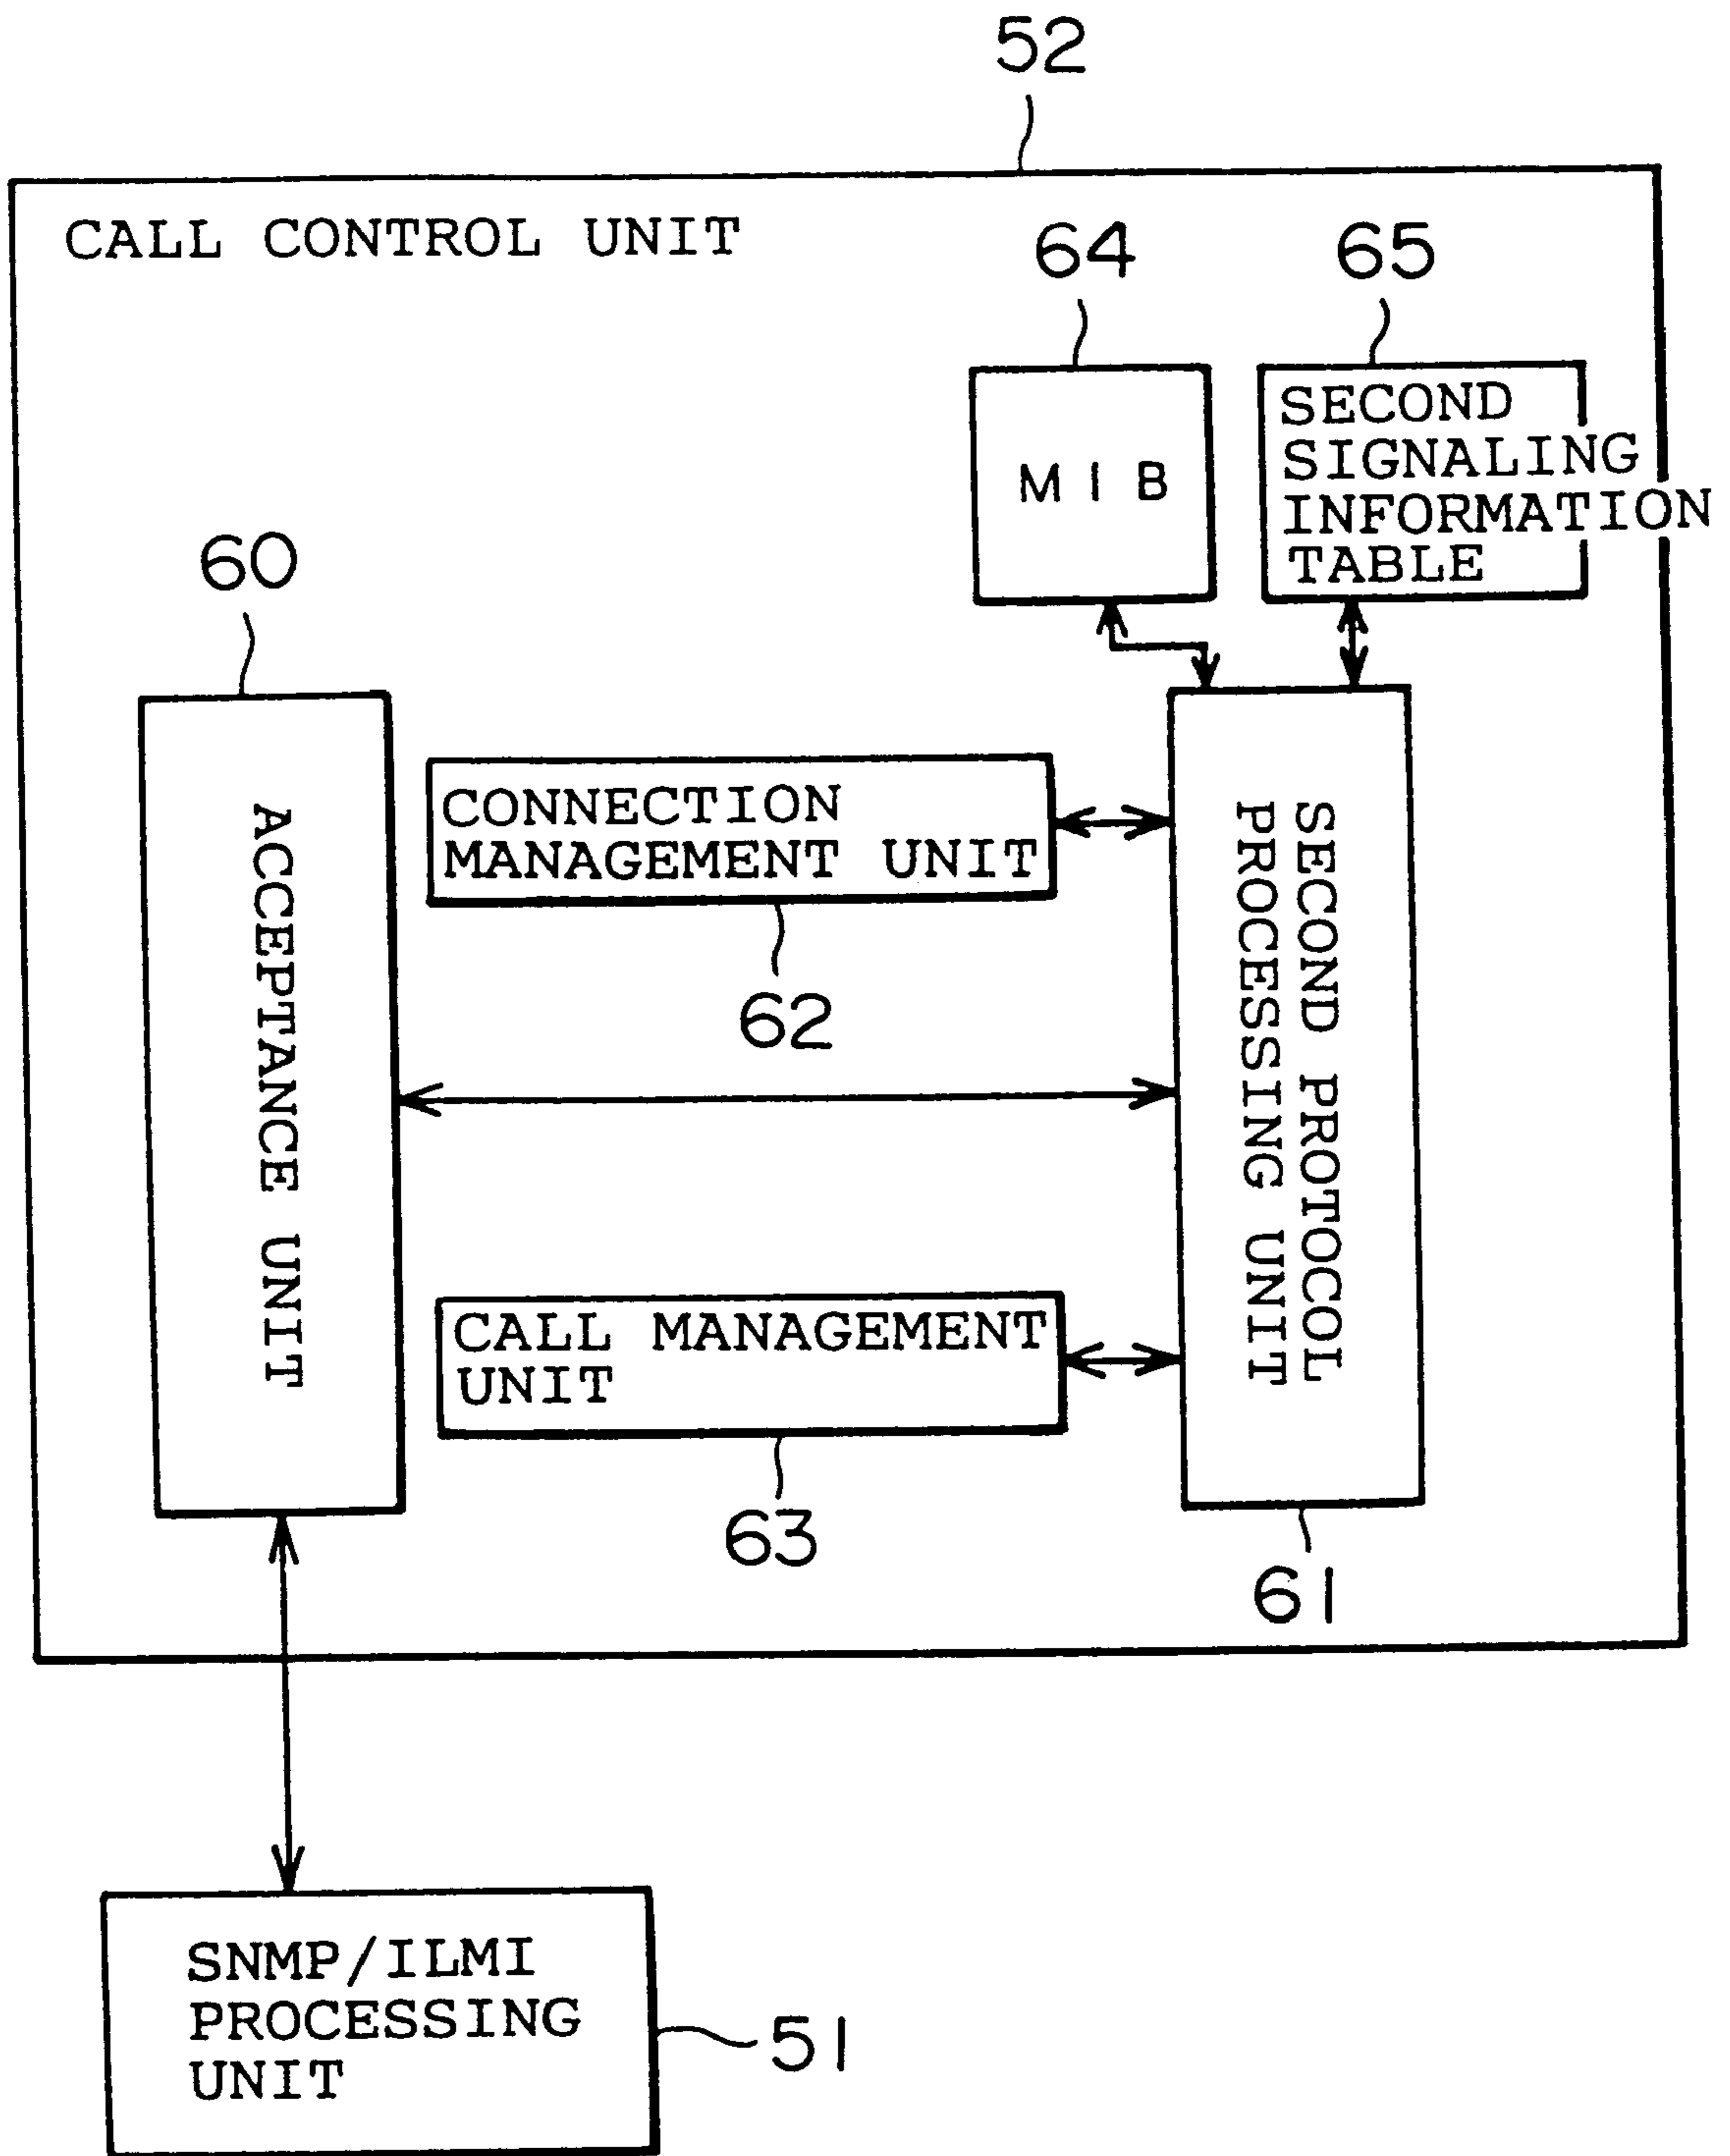 52
CALL CONTROL UNIT
64
65
MIB
SECOND
SIGNALING
INFORMATION
TABLE
60
ACCEPTANCE UNIT
CONNECTION
MANAGEMENT UNIT
62
SECOND PROTOCOL
PROCESSING UNIT
CALL MANAGEMENT
UNIT
63
61
SNMP/ILMI
PROCESSING
UNIT
51